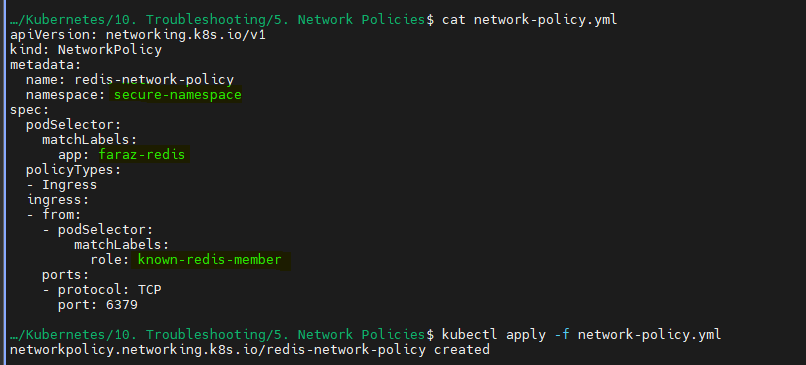 …/Kubernetes/10. Troubleshooting/5. Network Policies$ cat network-policy.yml
apiVersion: networking.k8s.io/v1
kind: NetworkPolicy
metadata:
  name: redis-network-policy
  namespace: secure-namespace
spec:
  podSelector:
    matchLabels:
      app: faraz-redis
  policyTypes:
  - Ingress
  ingress:
  - from:
    - podSelector:
        matchLabels:
          role: known-redis-member
    ports:
    - protocol: TCP
      port: 6379
…/Kubernetes/10. Troubleshooting/5. Network Policies$ kubectl apply -f network-policy.yml
networkpolicy.networking.k8s.io/redis-network-policy created